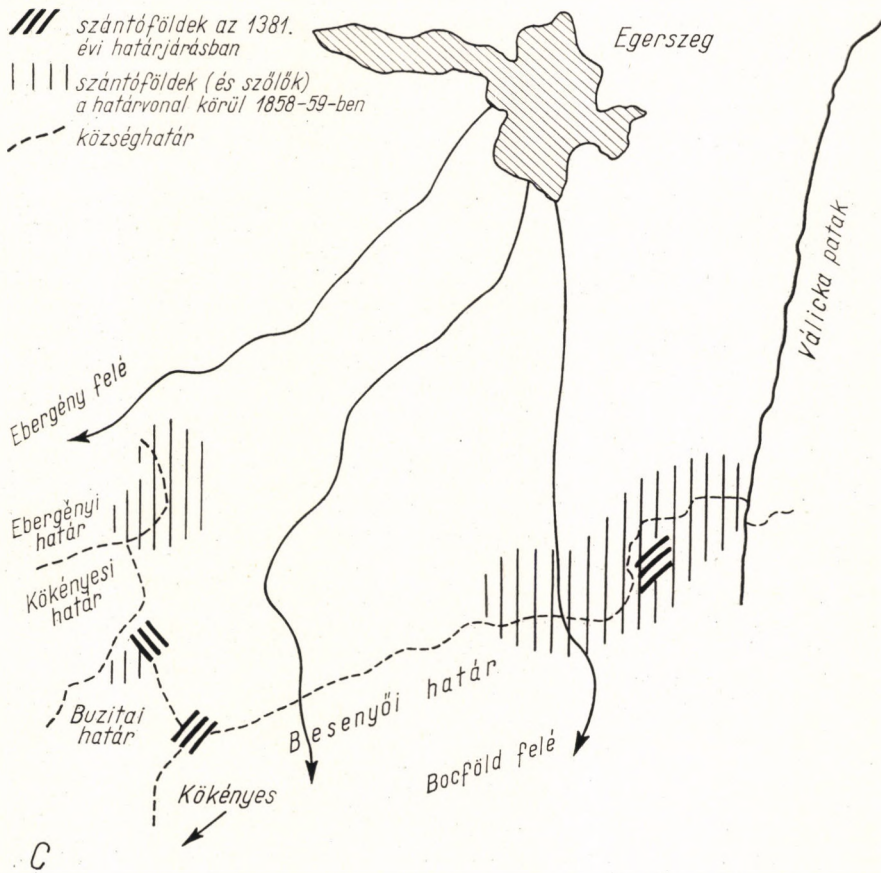 szántóföldek az 1381.
évi határjárásban
szántóföldek (és szőlők)
a határvonal körül 1858-59-ben
községhatár
Egerszeg
Válicka patak
Ebergény felé
Ebergényi
határ
Kökényesi
határ
Buzitai
határ
Besenyői határ
Bocföld felé
Kökényes
C